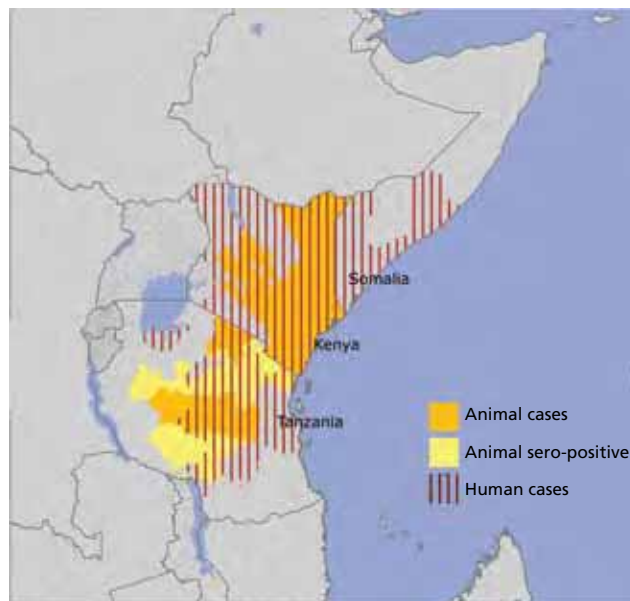 Somalia
Kenya
Tanzania
Animal cases
Animal sero-positive
Human cases